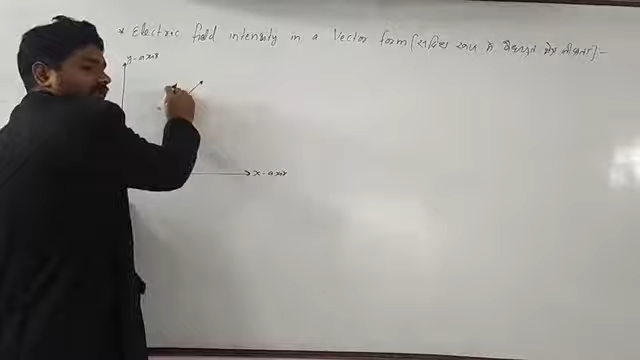 * Electric field intensity in a Vector form [सदिश रूप में वैद्युत क्षेत्र तीव्रता]:-
y-axis
x-axis